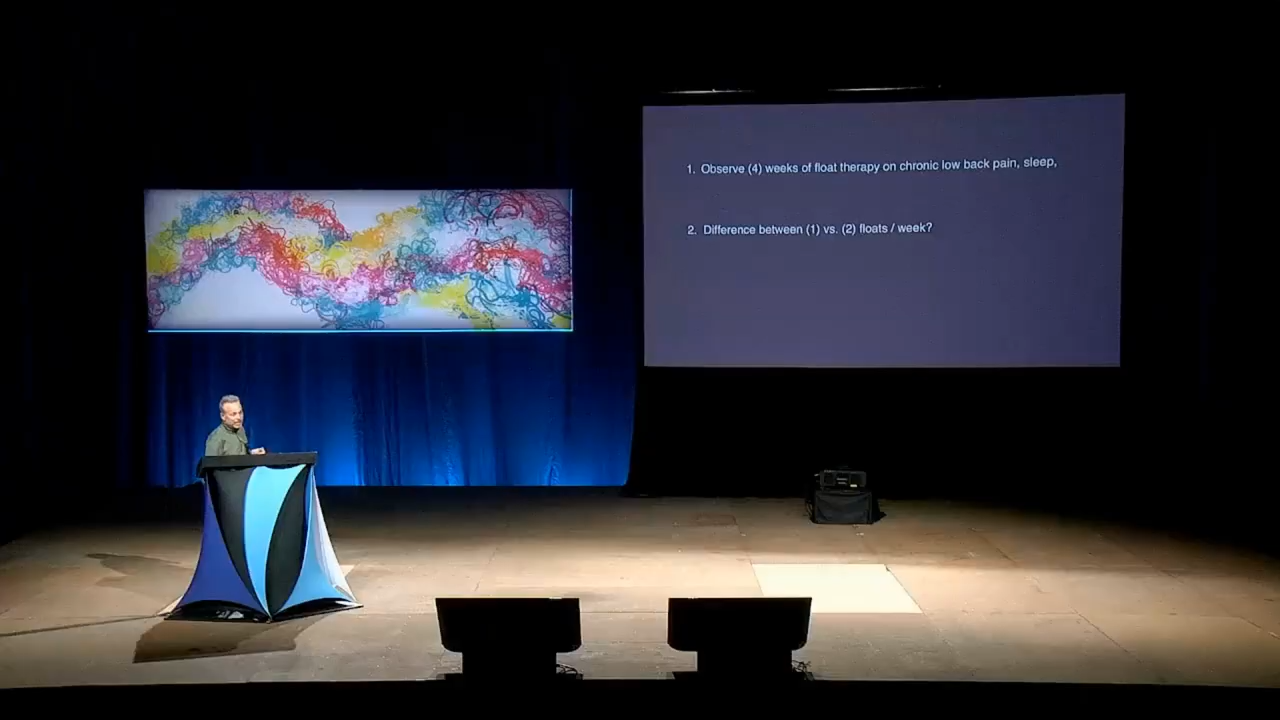 1. Observe (4) weeks of float therapy on chronic low back pain, sleep,
2. Difference between (1) vs. (2) floats / week?